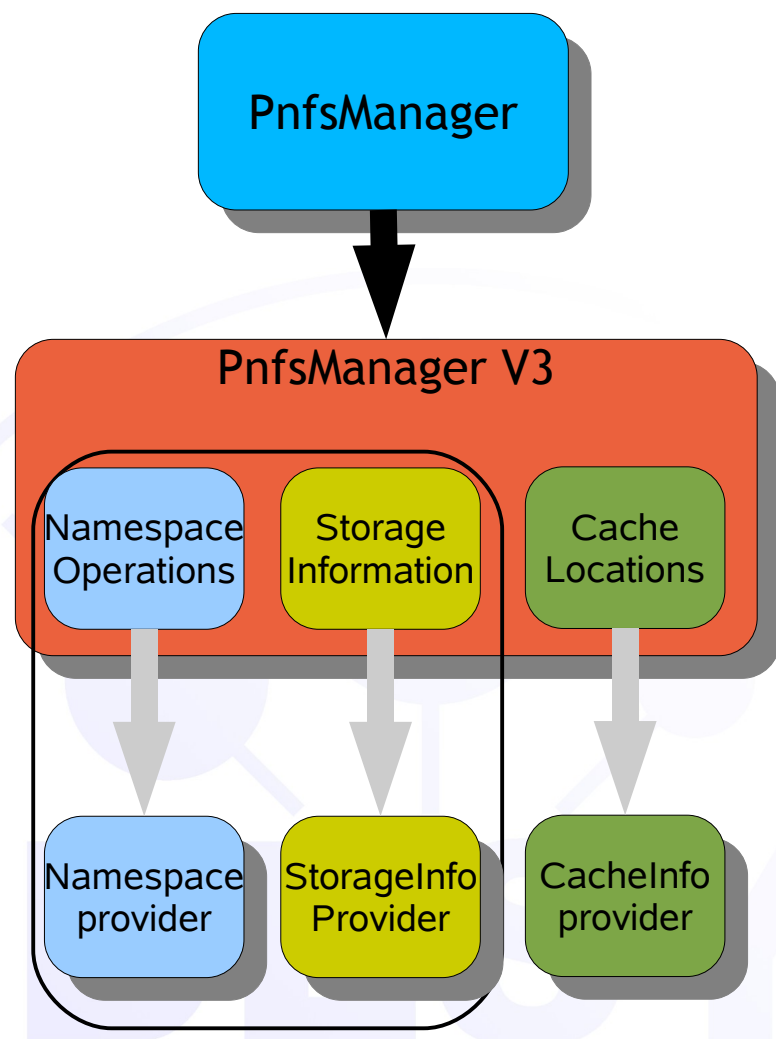 PnfsManager
PnfsManager V3
Namespace
Operations
Storage
Information
Cache
Locations
Namespace
provider
StorageInfo
Provider
CacheInfo
provider